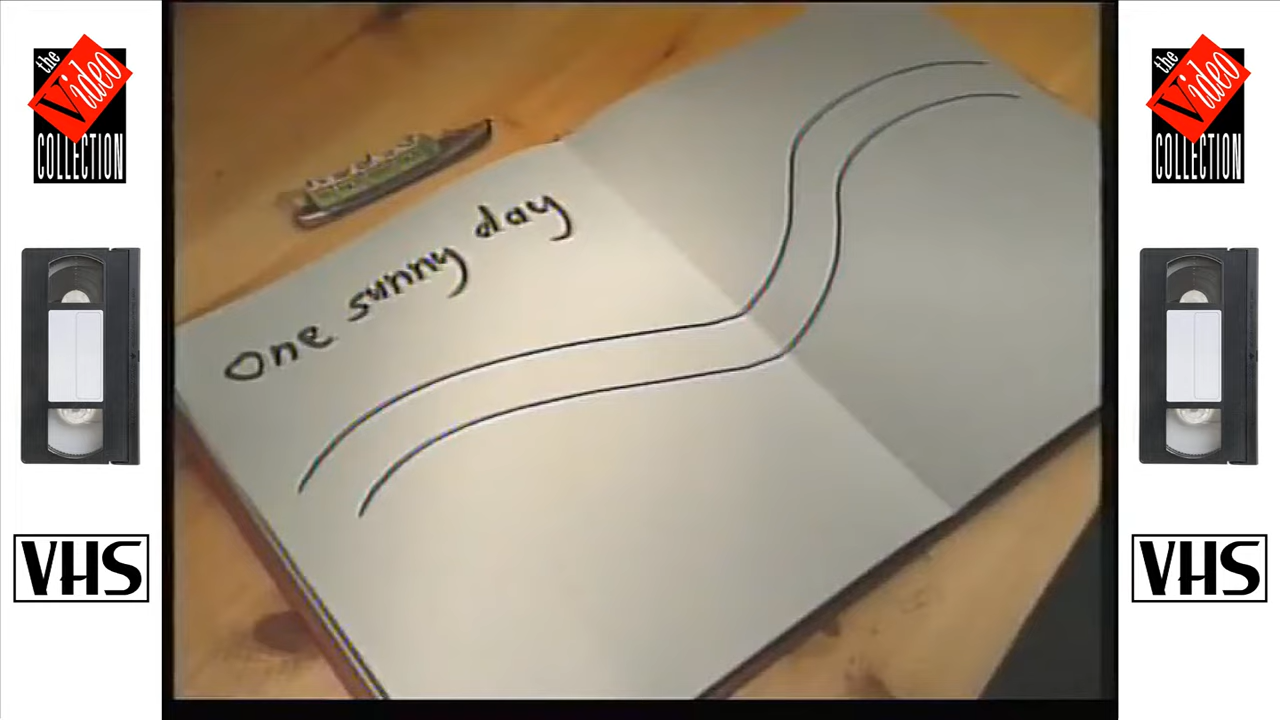 the
Video
COLLECTION
VHS
One sunny day
the
Video
COLLECTION
VHS